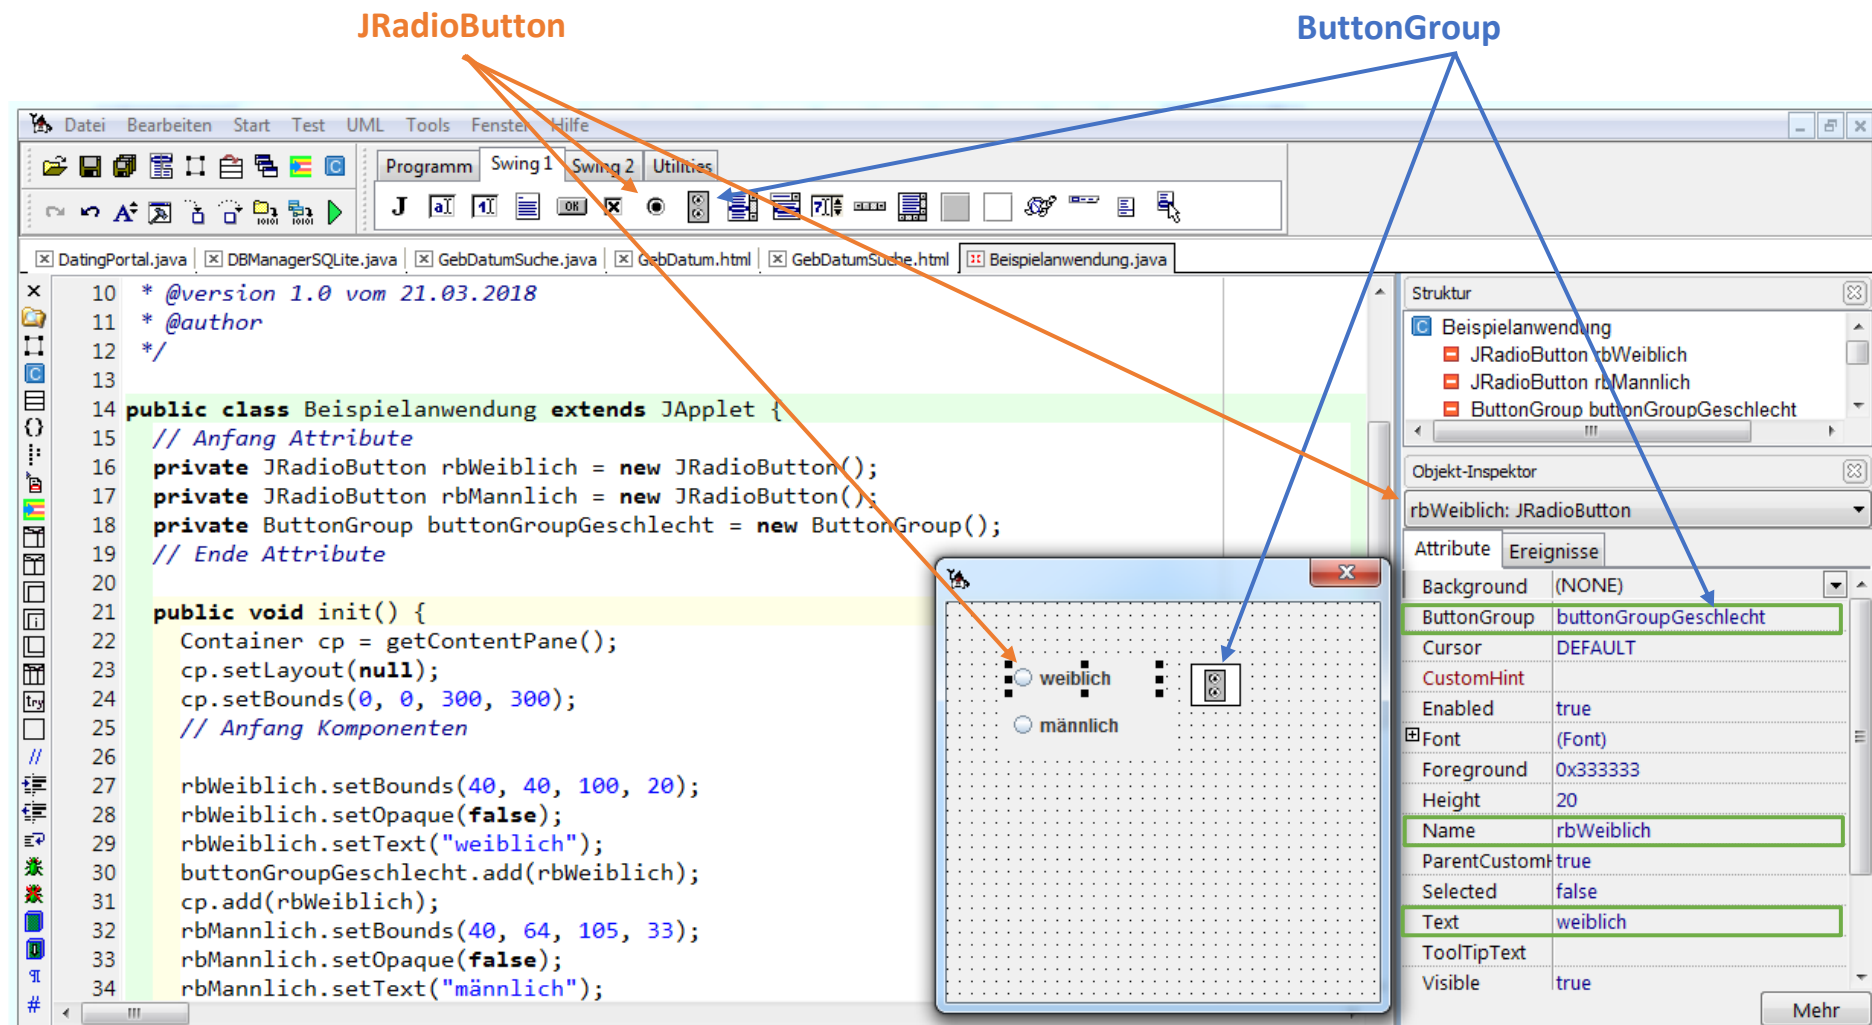 JRadioButton
ButtonGroup
Datei Bearbeiten Start Test UML Tools Fenster Hilfe
Programm Swing 1 Swing 2 Utilities
DatingPortal.java DBManagerSQLite.java GebDatumSuche.java GebDatum.html GebDatumSuche.html Beispielanwendung.java
10 * @version 1.0 vom 21.03.2018
11 * @author
12 */
13
14 public class Beispielanwendung extends JApplet {
15 // Anfang Attribute
16 private JRadioButton rbWeiblich = new JRadioButton();
17 private JRadioButton rbMannlich = new JRadioButton();
18 private ButtonGroup buttonGroupGeschlecht = new ButtonGroup();
19 // Ende Attribute
20
21 public void init() {
22 Container cp = getContentPane();
23 cp.setLayout(null);
24 cp.setBounds(0, 0, 300, 300);
25 // Anfang Komponenten
26
27 rbWeiblich.setBounds(40, 40, 100, 20);
28 rbWeiblich.setOpaque(false);
29 rbWeiblich.setText("weiblich");
30 buttonGroupGeschlecht.add(rbWeiblich);
31 cp.add(rbWeiblich);
32 rbMannlich.setBounds(40, 64, 105, 33);
33 rbMannlich.setOpaque(false);
34 rbMannlich.setText("männlich");
weiblich
männlich
Struktur
Beispielanwendung
JRadioButton rbWeiblich
JRadioButton rbMannlich
ButtonGroup buttonGroupGeschlecht
Objekt-Inspektor
rbWeiblich: JRadioButton
Attribute Ereignisse
Background (NONE)
ButtonGroup buttonGroupGeschlecht
Cursor DEFAULT
CustomHint
Enabled true
Font (Font)
Foreground 0x333333
Height 20
Name rbWeiblich
ParentCustomH true
Selected false
Text weiblich
ToolTipText
Visible true
Mehr